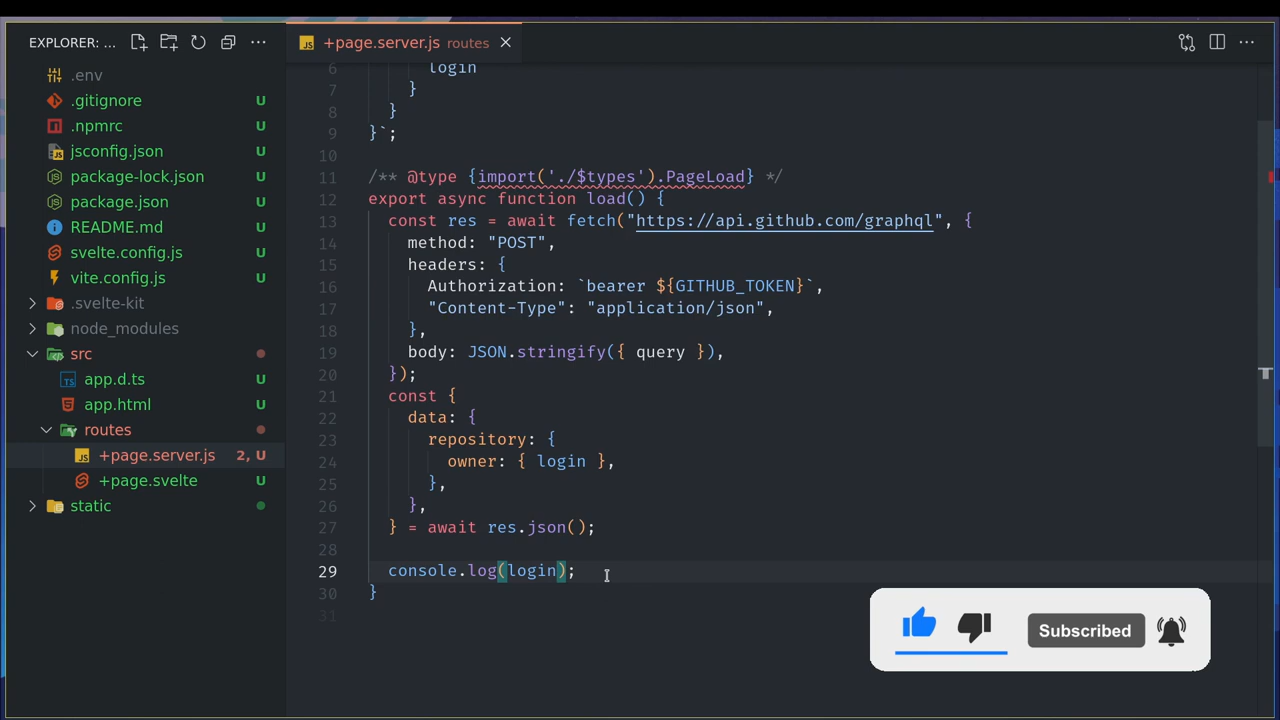 EXPLORER: ...
.env
.gitignore U
.npmrc U
jsconfig.json U
package-lock.json U
package.json U
README.md U
svelte.config.js U
vite.config.js U
.svelte-kit
node_modules
src
app.d.ts U
app.html U
routes
+page.server.js 2, U
+page.svelte U
static
+page.server.js routes
6 login
7 }
8 }
9 }`;
10
11 /** @type {import('./$types').PageLoad} */
12 export async function load() {
13 const res = await fetch("https://api.github.com/graphql", {
14 method: "POST",
15 headers: {
16 Authorization: `bearer ${GITHUB_TOKEN}`,
17 "Content-Type": "application/json",
18 },
19 body: JSON.stringify({ query }),
20 });
21 const {
22 data: {
23 repository: {
24 owner: { login },
25 },
26 },
27 } = await res.json();
28
29 console.log(login);
30 }
31
Subscribed